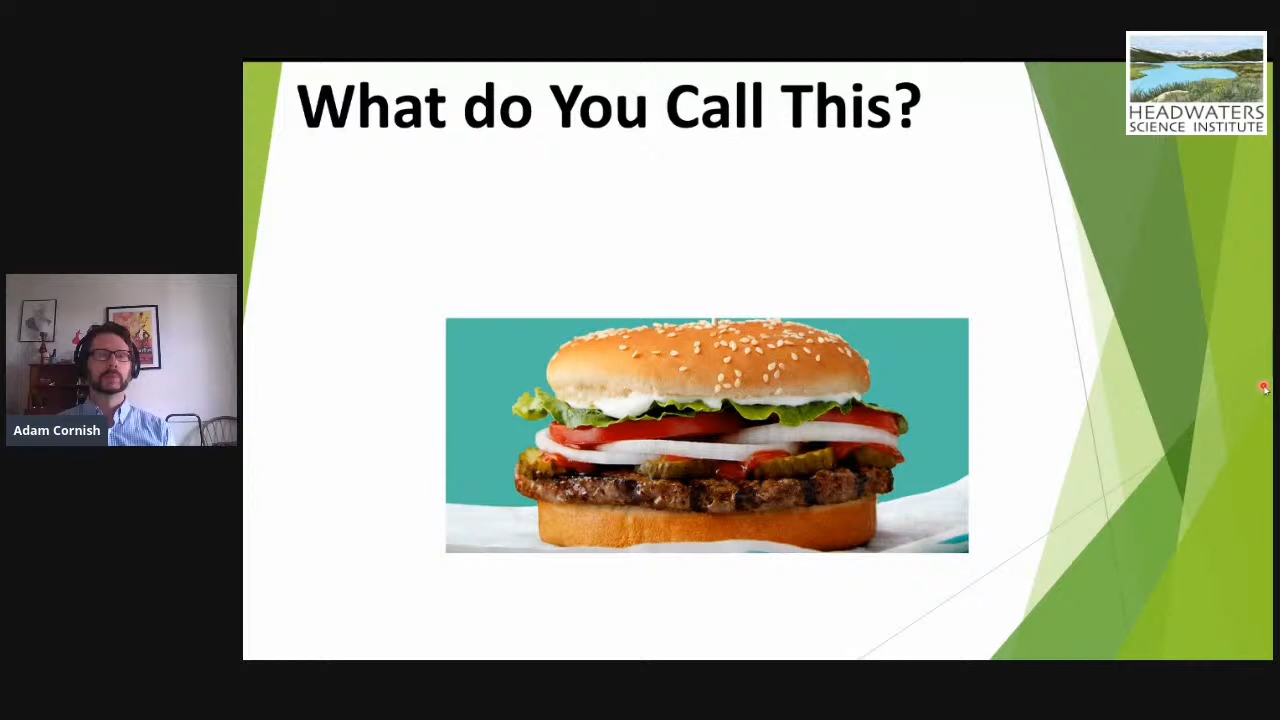 What do You Call This?
HEADWATERS
SCIENCE INSTITUTE
Adam Cornish